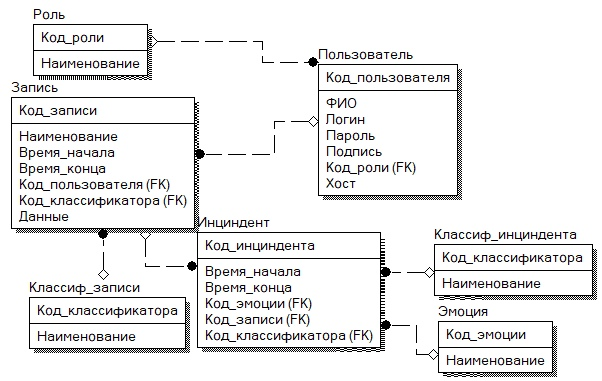 Роль
Код_роли
Наименование
Пользователь
Код_пользователя
ФИО
Логин
Пароль
Подпись
Код_роли (FK)
Хост
Запись
Код_записи
Наименование
Время_начала
Время_конца
Код_пользователя (FK)
Код_классификатора (FK)
Данные
Инциндент
Код_инциндента
Время_начала
Время_конца
Код_эмоции (FK)
Код_записи (FK)
Код_классификатора (FK)
Классиф_инциндента
Код_классификатора
Наименование
Классиф_записи
Код_классификатора
Наименование
Эмоция
Код_эмоции
Наименование